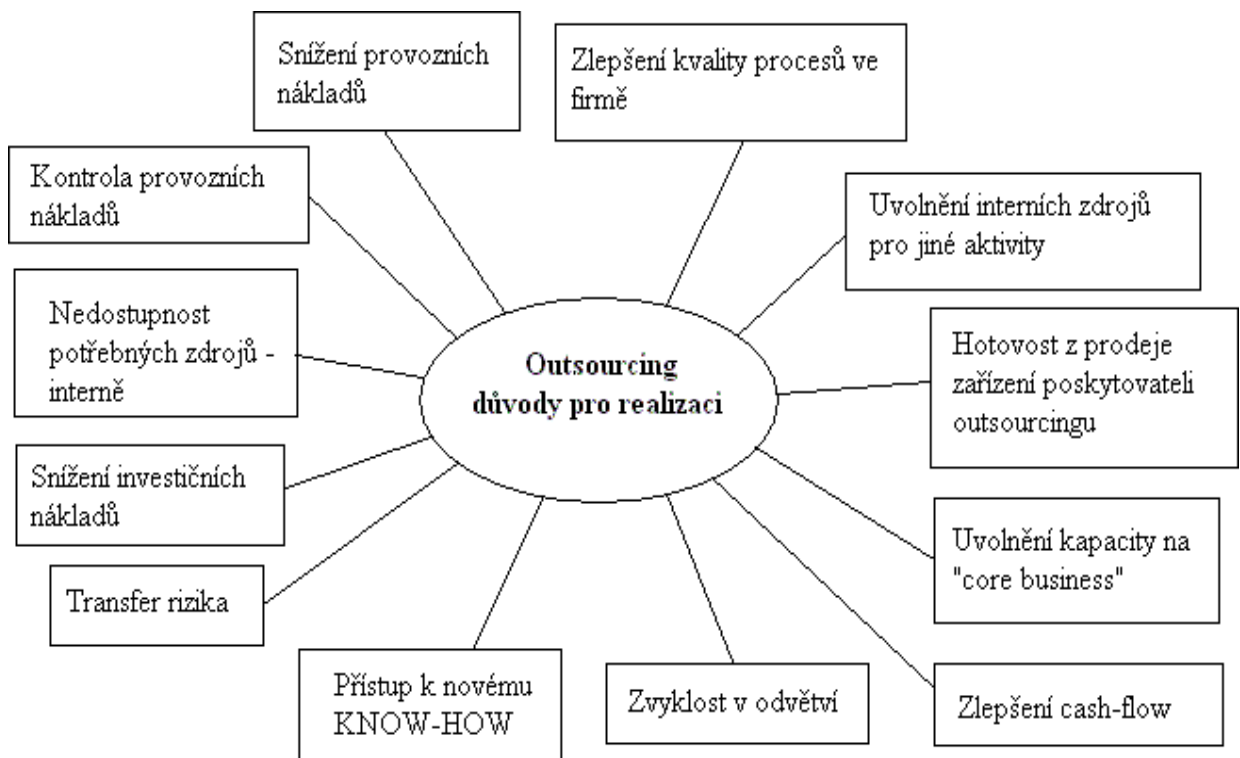 Snížení provozních
nákladů
Zlepšení kvality procesů ve
firmě
Kontrola provozních
nákladů
Uvolnění interních zdrojů
pro jiné aktivity
Nedostupnost
potřebných zdrojů -
interně
Outsourcing
důvody pro realizaci
Hotovost z prodeje
zařízení poskytovateli
outsourcingu
Snížení investičních
nákladů
Uvolnění kapacity na
"core business"
Transfer rizika
Přístup k novému
KNOW-HOW
Zvyklost v odvětví
Zlepšení cash-flow